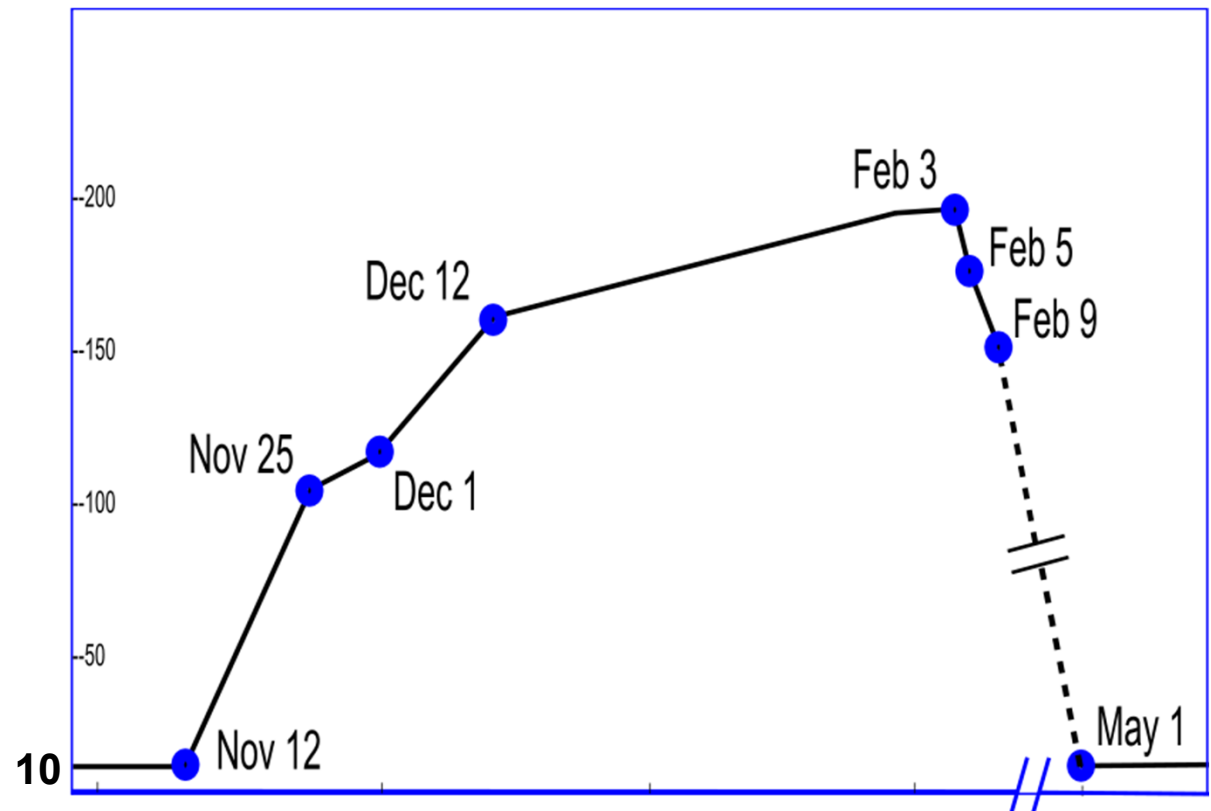 --200
--150
--100
--50
10
Nov 12
Nov 25
Dec 1
Dec 12
Feb 3
Feb 5
Feb 9
May 1